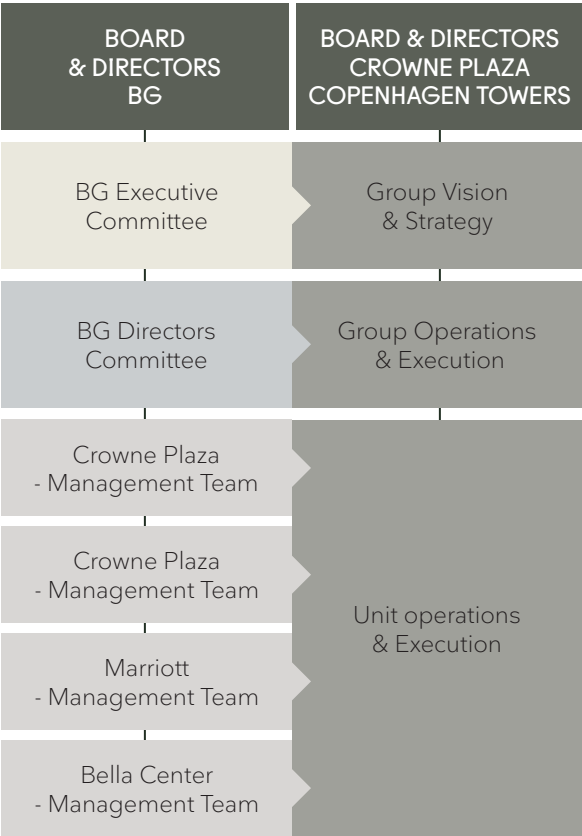 BOARD
& DIRECTORS
BG
BOARD & DIRECTORS
CROWNE PLAZA
COPENHAGEN TOWERS
BG Executive
Committee
Group Vision
& Strategy
BG Directors
Committee
Group Operations
& Execution
Crowne Plaza
- Management Team
Crowne Plaza
- Management Team
Marriott
- Management Team
Bella Center
- Management Team
Unit operations
& Execution